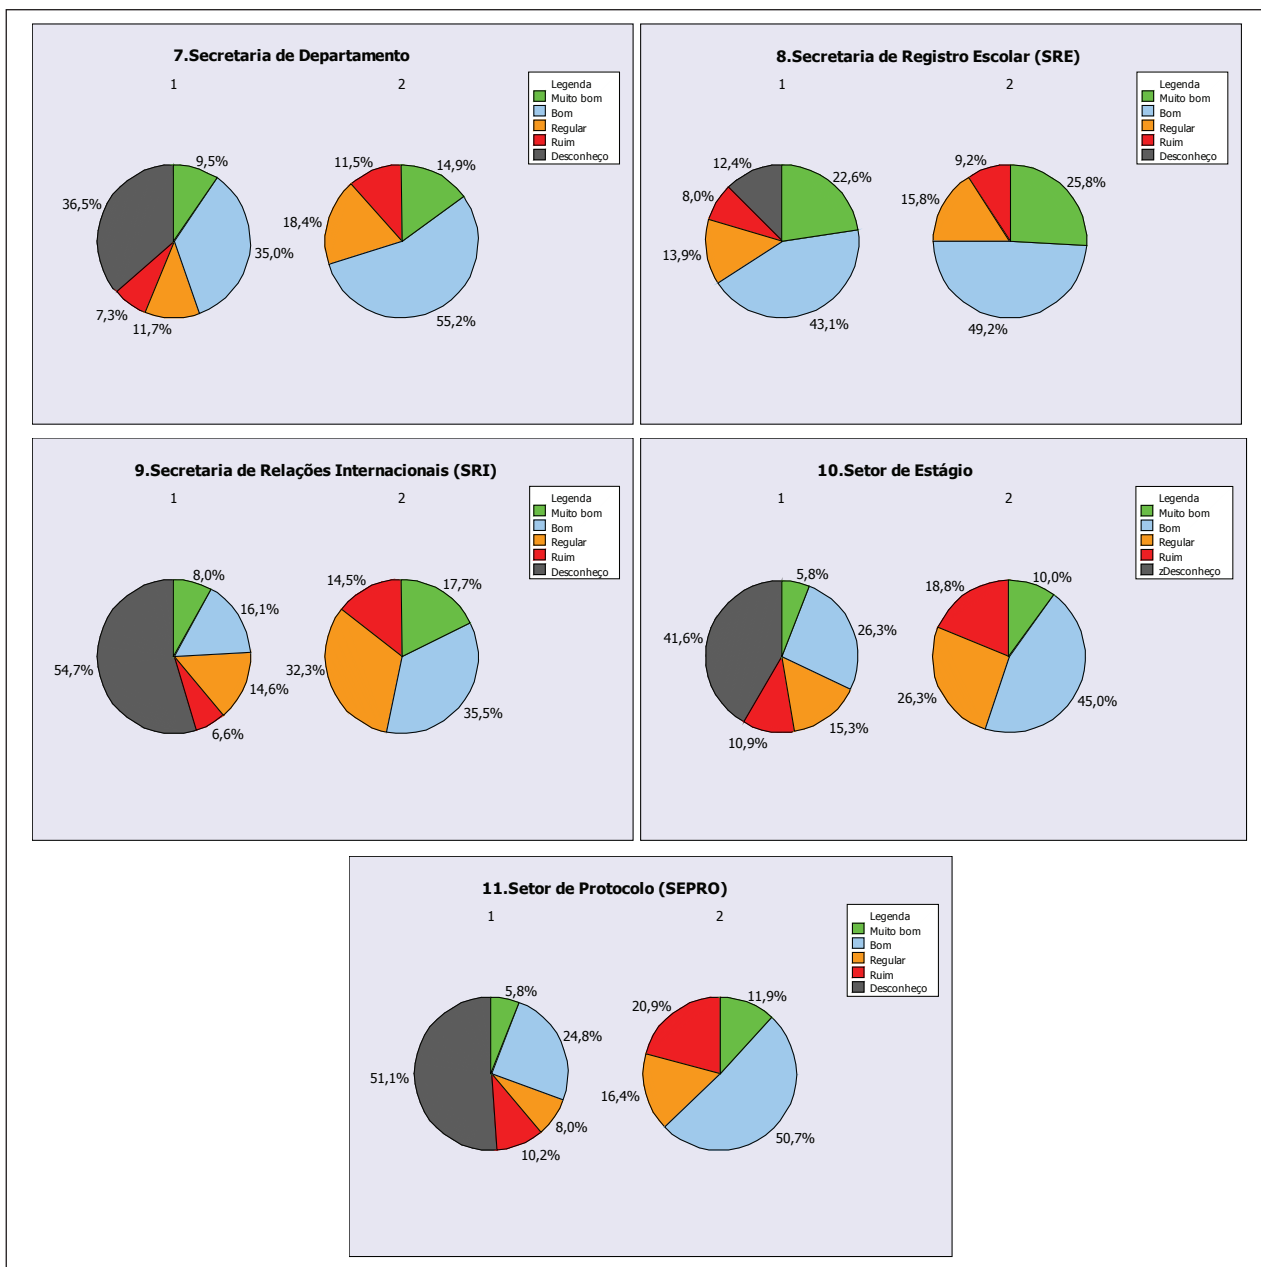 7.Secretaria de Departamento
1
2
Legenda
Muito bom
Bom
Regular
Ruim
Desconheço
9,5%
35,0%
11,7%
7,3%
36,5%
14,9%
55,2%
18,4%
11,5%
8.Secretaria de Registro Escolar (SRE)
1
2
Legenda
Muito bom
Bom
Regular
Ruim
Desconheço
22,6%
43,1%
13,9%
8,0%
12,4%
25,8%
49,2%
15,8%
9,2%
9.Secretaria de Relações Internacionais (SRI)
1
2
Legenda
Muito bom
Bom
Regular
Ruim
Desconheço
8,0%
16,1%
14,6%
6,6%
54,7%
17,7%
35,5%
32,3%
14,5%
10.Setor de Estágio
1
2
Legenda
Muito bom
Bom
Regular
Ruim
zDesconheço
5,8%
26,3%
15,3%
10,9%
41,6%
10,0%
45,0%
26,3%
18,8%
11.Setor de Protocolo (SEPRO)
1
2
Legenda
Muito bom
Bom
Regular
Ruim
Desconheço
5,8%
24,8%
8,0%
10,2%
51,1%
11,9%
50,7%
16,4%
20,9%